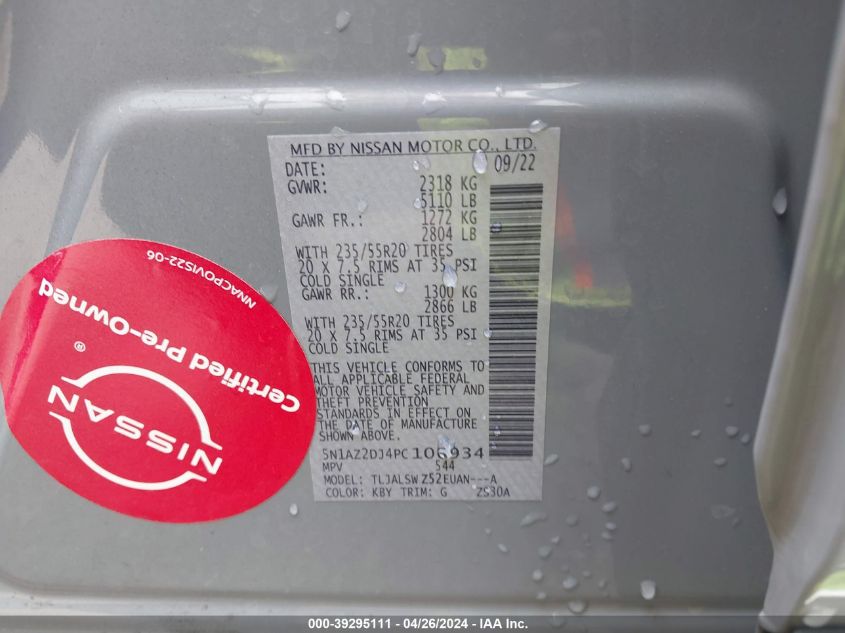 MFD BY NISSAN MOTOR CO., LTD.
DATE: 09/22
GVWR: 2318 KG
5110 LB
GAWR FR.: 1272 KG
2804 LB
WITH 235/55R20 TIRES
20 X 7.5 RIMS AT 35 PSI
COLD SINGLE
GAWR RR.: 1300 KG
2866 LB
WITH 235/55R20 TIRES
20 X 7.5 RIMS AT 35 PSI
COLD SINGLE
THIS VEHICLE CONFORMS TO
ALL APPLICABLE FEDERAL
MOTOR VEHICLE SAFETY AND
THEFT PREVENTION
STANDARDS IN EFFECT ON
THE DATE OF MANUFACTURE
SHOWN ABOVE.
5N1AZ2DJ4PC106934
MPV 544
MODEL: TLJALSW Z52EUAN---A
COLOR: KBY TRIM: G Z930A
NNACPOVIS22-06
Certified Pre-Owned
®
NISSAN
000-39295111 - 04/26/2024 - IAA Inc.